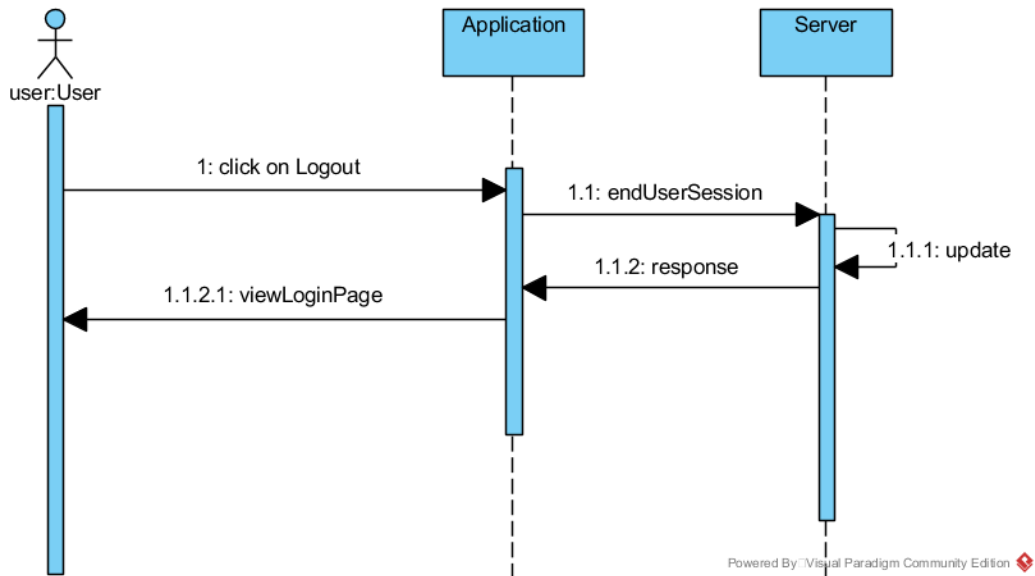 Application
Server
user:User
1: click on Logout
1.1: endUserSession
1.1.1: update
1.1.2: response
1.1.2.1: viewLoginPage
Powered By Visual Paradigm Community Edition